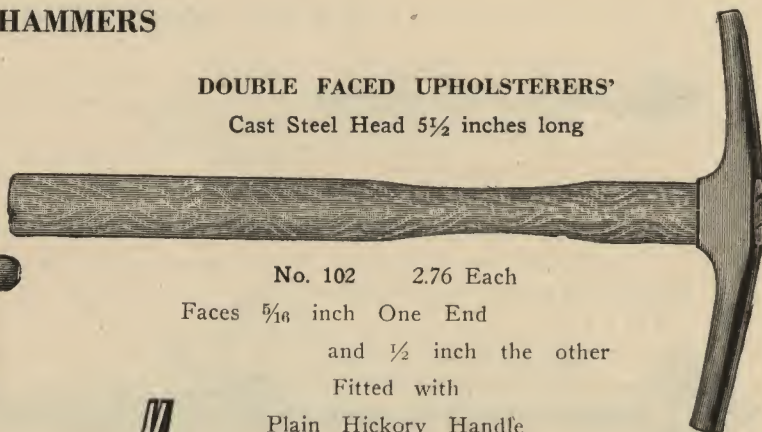 HAMMERS
DOUBLE FACED UPHOLSTERERS'
Cast Steel Head 5½ inches long
No. 102 2.76 Each
Faces 5/16 inch One End
and ½ inch the other
Fitted with
Plain Hickory Handle